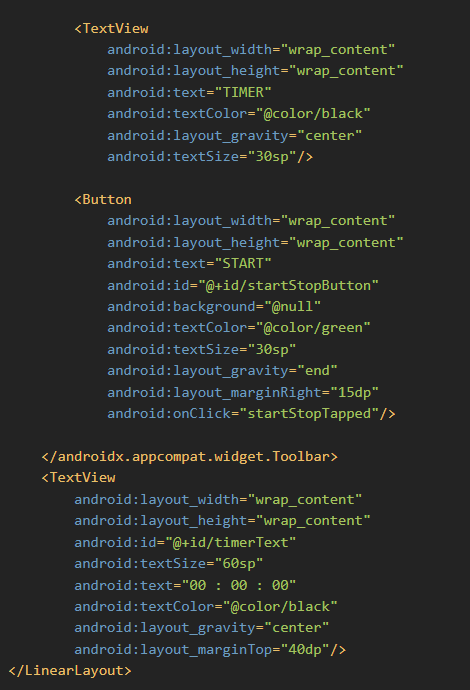 <TextView
            android:layout_width="wrap_content"
            android:layout_height="wrap_content"
            android:text="TIMER"
            android:textColor="@color/black"
            android:layout_gravity="center"
            android:textSize="30sp"/>

        <Button
            android:layout_width="wrap_content"
            android:layout_height="wrap_content"
            android:text="START"
            android:id="@+id/startStopButton"
            android:background="@null"
            android:textColor="@color/green"
            android:textSize="30sp"
            android:layout_gravity="end"
            android:layout_marginRight="15dp"
            android:onClick="startStopTapped"/>

    </androidx.appcompat.widget.Toolbar>
    <TextView
        android:layout_width="wrap_content"
        android:layout_height="wrap_content"
        android:id="@+id/timerText"
        android:textSize="60sp"
        android:text="00 : 00 : 00"
        android:textColor="@color/black"
        android:layout_gravity="center"
        android:layout_marginTop="40dp"/>
</LinearLayout>